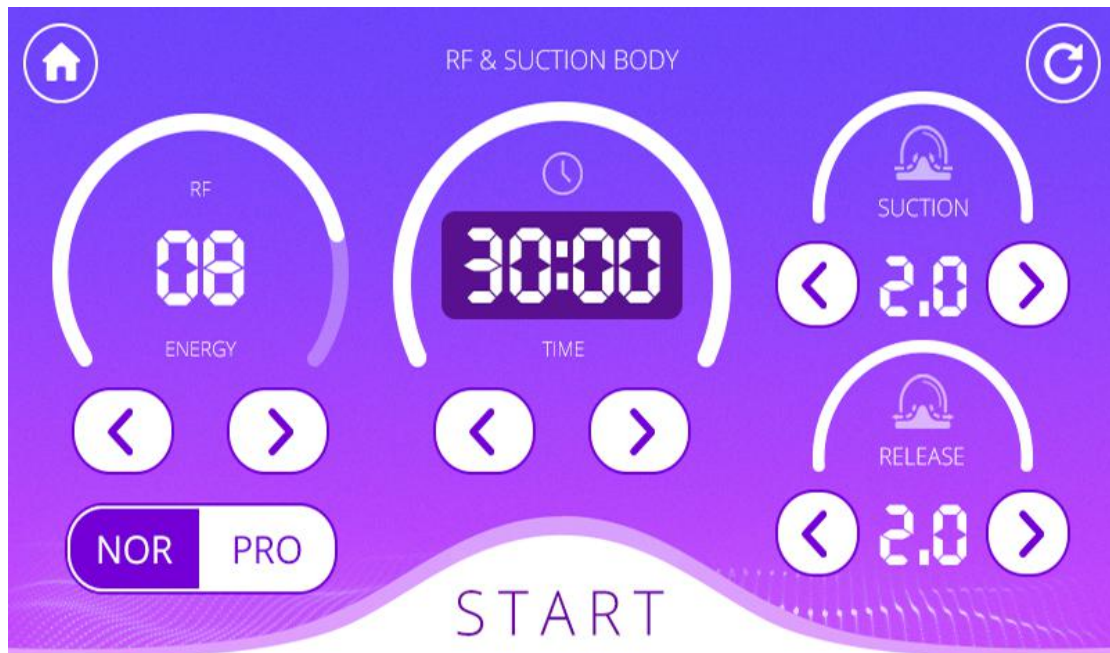 RF & SUCTION BODY
RF
08
ENERGY
30:00
TIME
SUCTION
2.0
RELEASE
2.0
NOR PRO
START